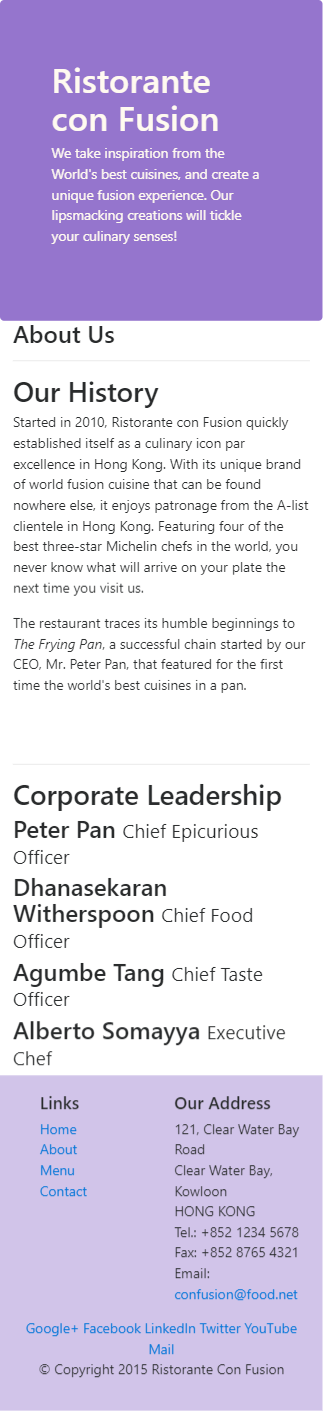 Ristorante
con Fusion
We take inspiration from the
World's best cuisines, and create a
unique fusion experience. Our
lipsmacking creations will tickle
your culinary senses!
About Us
Our History
Started in 2010, Ristorante con Fusion quickly
established itself as a culinary icon par
excellence in Hong Kong. With its unique brand
of world fusion cuisine that can be found
nowhere else, it enjoys patronage from the A-list
clientele in Hong Kong. Featuring four of the
best three-star Michelin chefs in the world, you
never know what will arrive on your plate the
next time you visit us.
The restaurant traces its humble beginnings to
The Frying Pan, a successful chain started by our
CEO, Mr. Peter Pan, that featured for the first
time the world's best cuisines in a pan.
Corporate Leadership
Peter Pan Chief Epicurious
Officer
Dhanasekaran
Witherspoon Chief Food
Officer
Agumbe Tang Chief Taste
Officer
Alberto Somayya Executive
Chef
Links
Home
About
Menu
Contact
Our Address
121, Clear Water Bay
Road
Clear Water Bay,
Kowloon
HONG KONG
Tel.: +852 1234 5678
Fax: +852 8765 4321
Email:
confusion@food.net
Google+ Facebook LinkedIn Twitter YouTube
Mail
© Copyright 2015 Ristorante Con Fusion